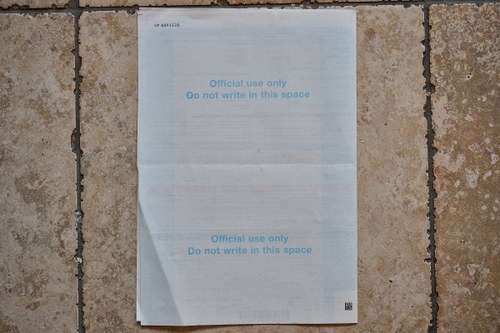 Official use only
Do not write in this space
Official use only
Do not write in this space